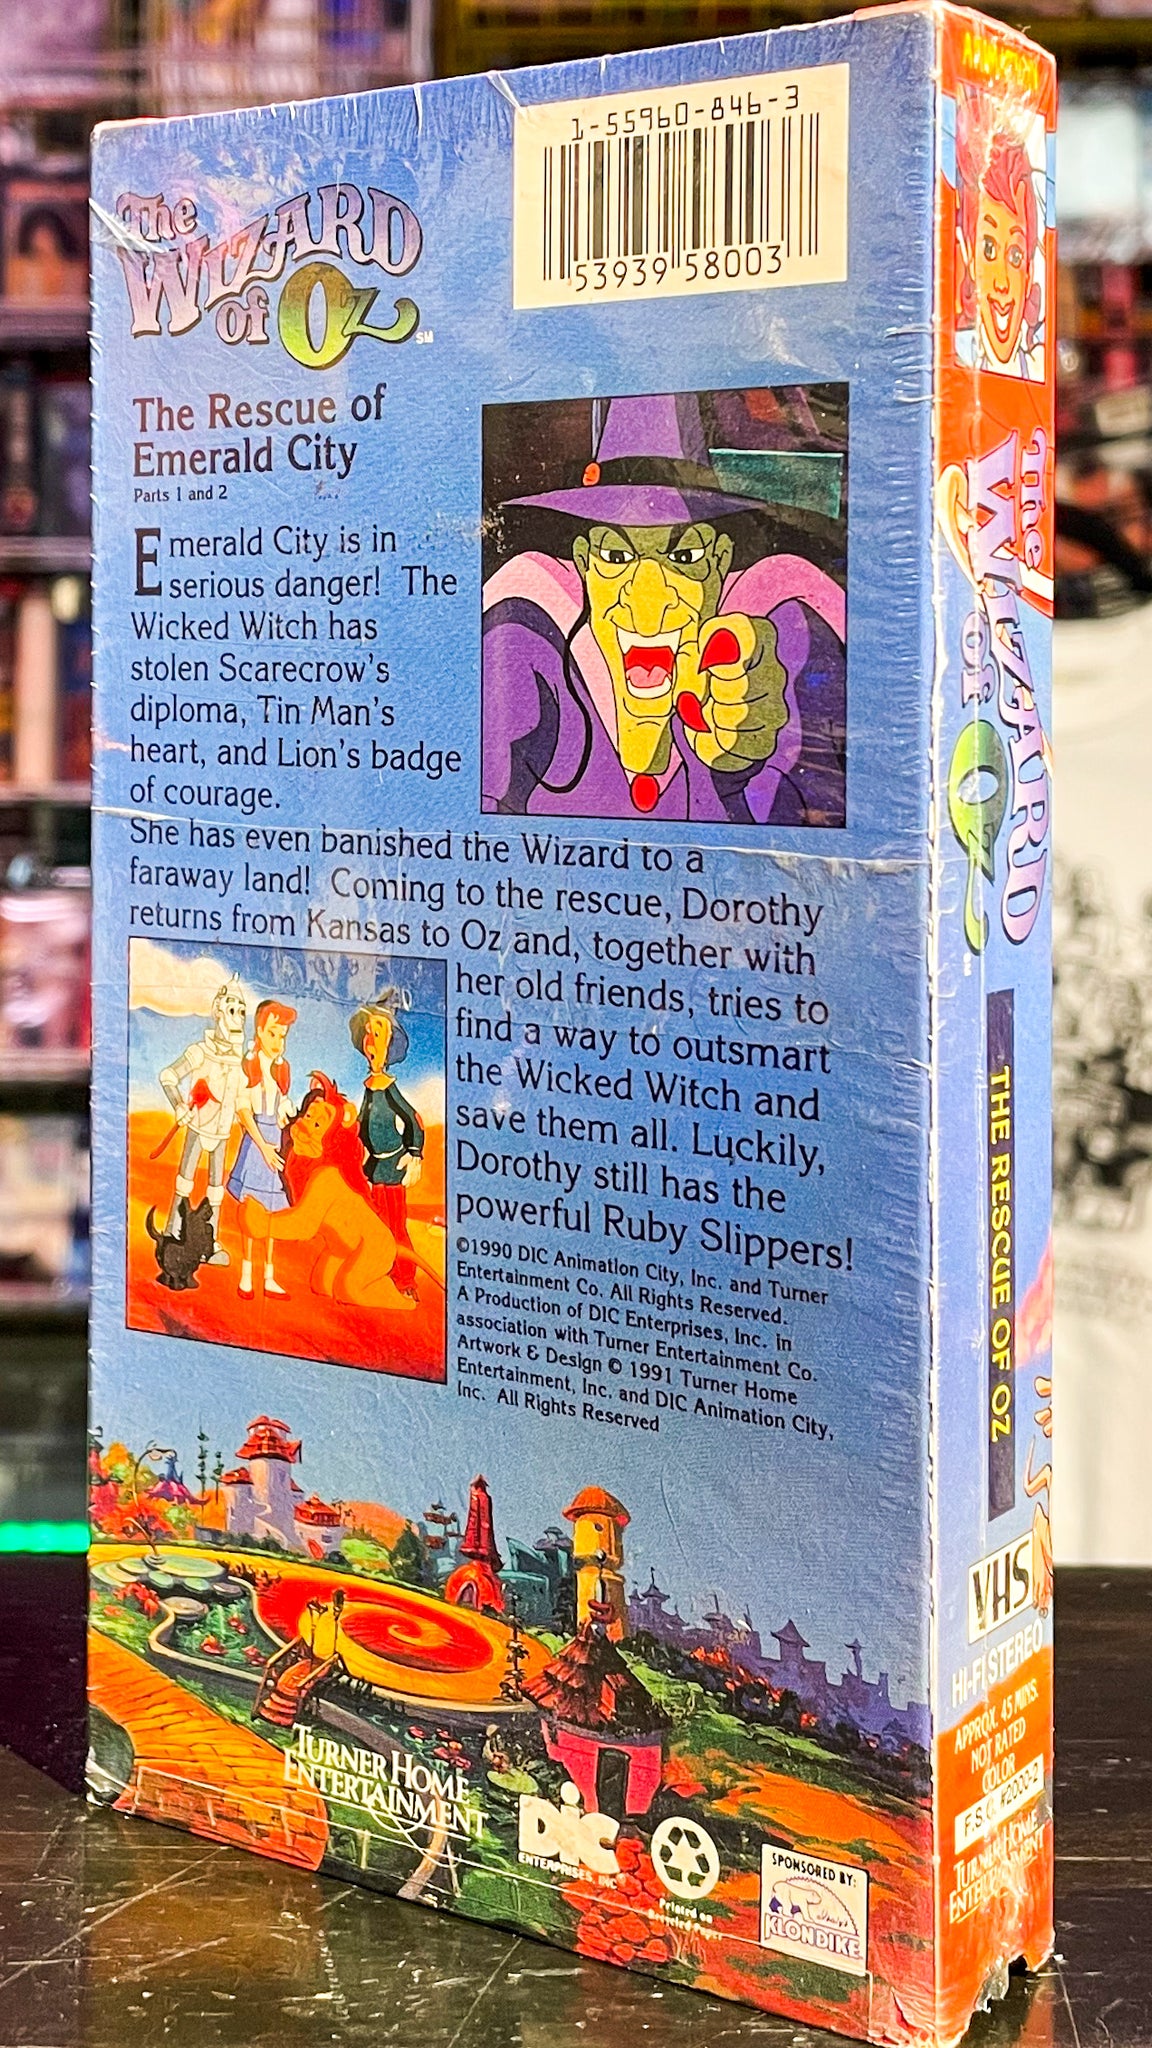 1-55960-846-3
53939 58003
The
WIZARD
of Oz
SM
The Rescue of
Emerald City
Parts 1 and 2
Emerald City is in
serious danger! The
Wicked Witch has
stolen Scarecrow's
diploma, Tin Man's
heart, and Lion's badge
of courage.
She has even banished the Wizard to a
faraway land! Coming to the rescue, Dorothy
returns from Kansas to Oz and, together with
her old friends, tries to
find a way to outsmart
the Wicked Witch and
save them all. Luckily,
Dorothy still has the
powerful Ruby Slippers!
©1990 DIC Animation City, Inc. and Turner
Entertainment Co. All Rights Reserved.
A Production of DIC Enterprises, Inc. in
association with Turner Entertainment Co.
Artwork & Design © 1991 Turner Home
Entertainment, Inc. and DIC Animation City,
Inc. All Rights Reserved
TURNER HOME
ENTERTAINMENT
DIC
ENTERPRISES, INC.
Printed on
Recycled Paper
SPONSORED BY:
KLONDIKE
The
WIZARD
of
Oz
SM
THE RESCUE OF OZ
VHS
HI-FI STEREO
APPROX. 45 MINS.
NOT RATED
COLOR
F.S.C. #2000-2
TURNER HOME
ENTERTAINMENT